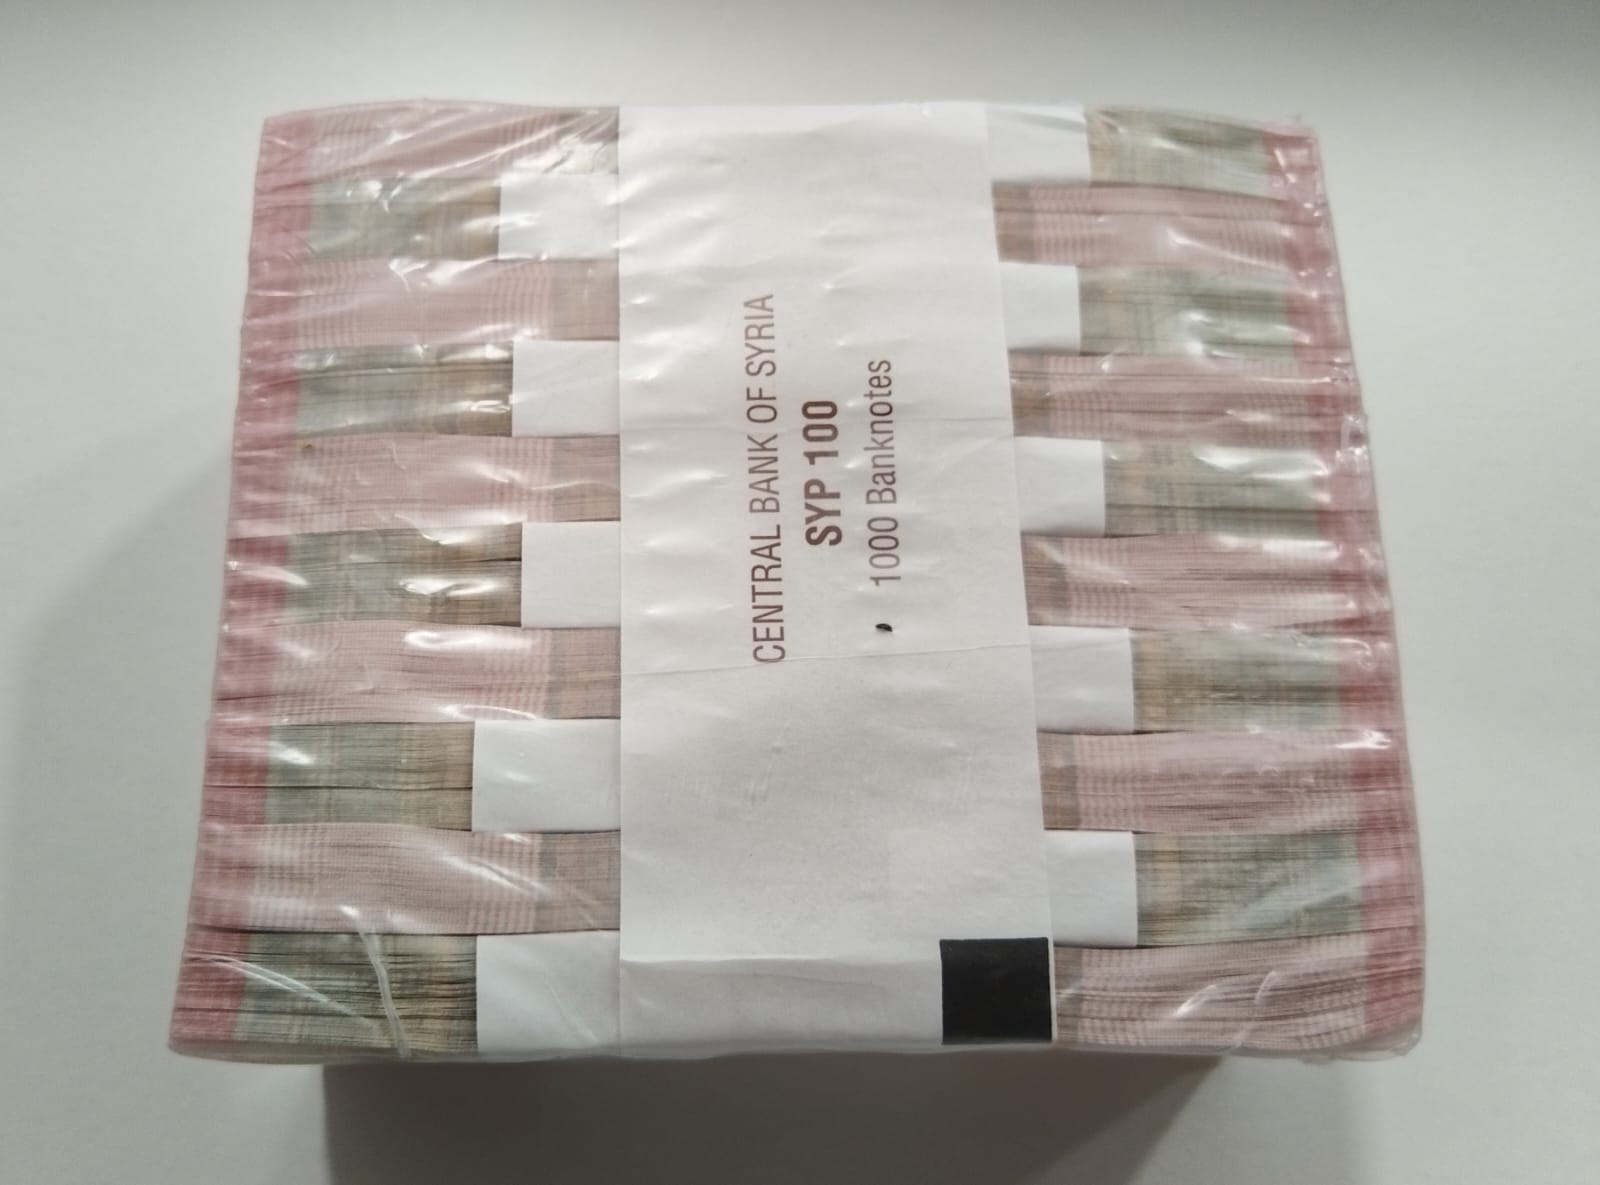 CENTRAL BANK OF SYRIA
SYP 100
1000 Banknotes